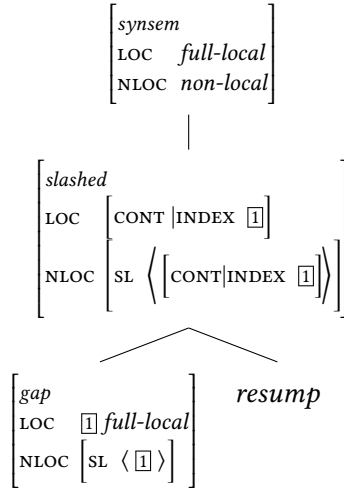 synsem
LOC full-local
NLOC non-local
slashed
LOC [CONT |INDEX 1]
NLOC [SL ⟨[CONT|INDEX 1]⟩]
gap
LOC 1 full-local
NLOC [SL ⟨ 1 ⟩]
resump